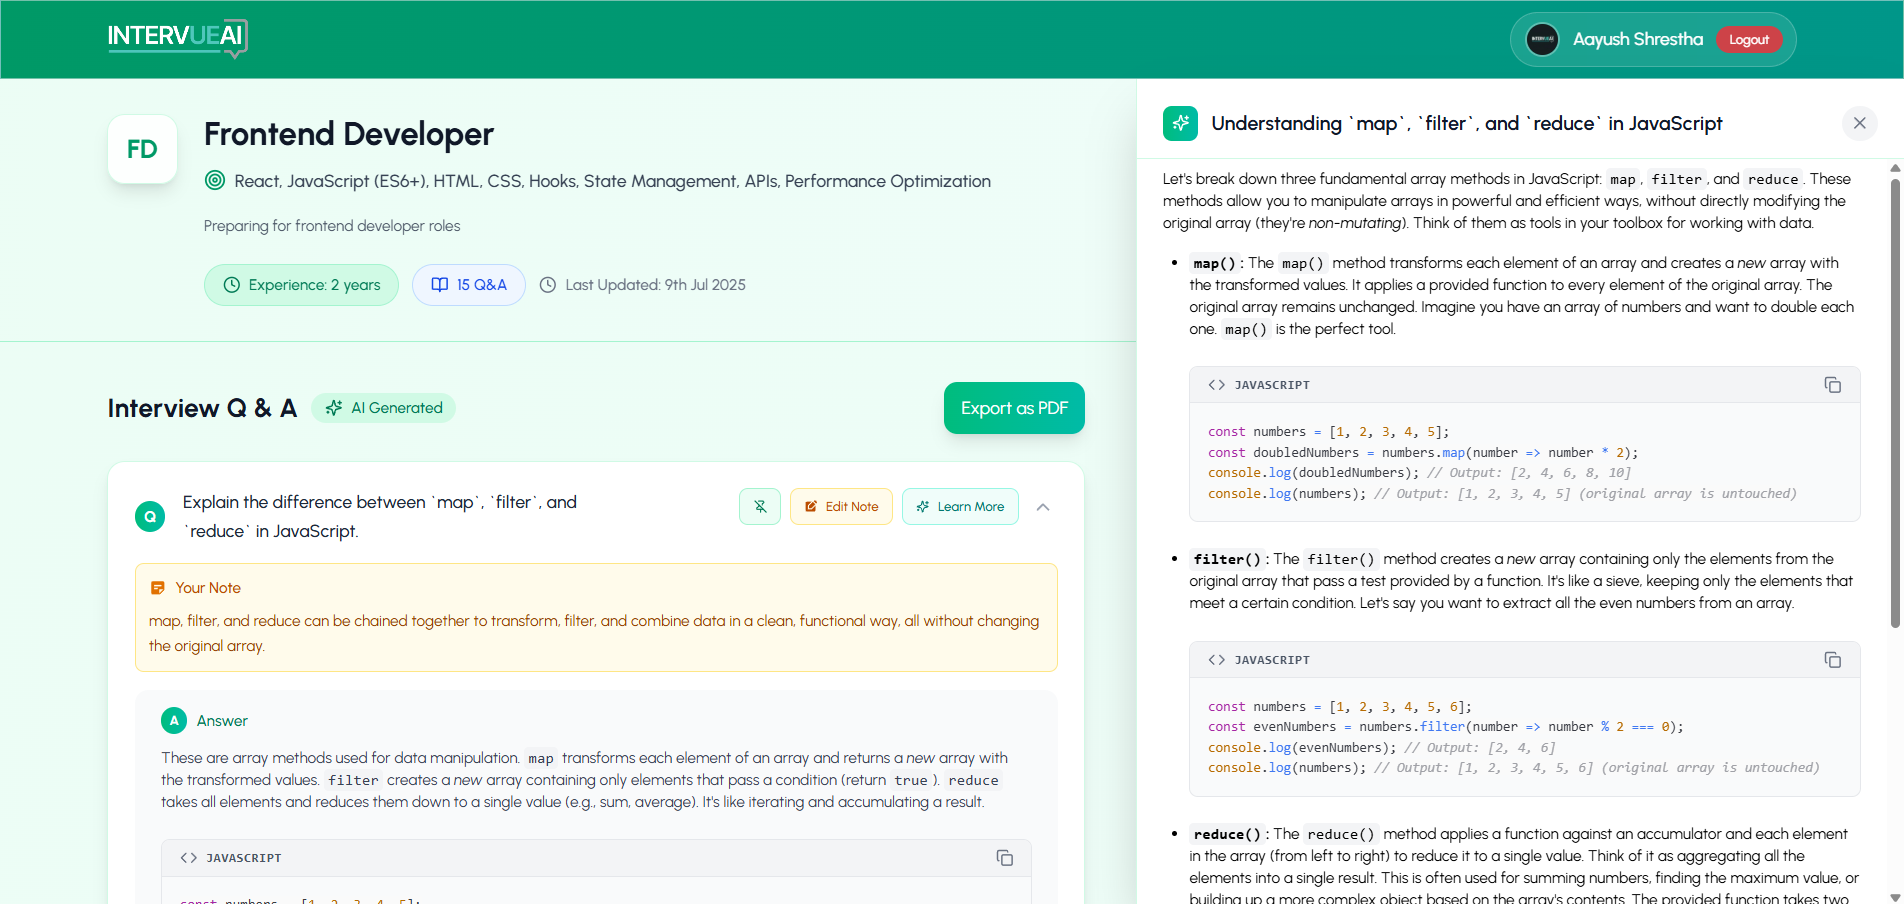 INTERVUEAI
Aayush Shrestha
Logout
FD
Frontend Developer
React, JavaScript (ES6+), HTML, CSS, Hooks, State Management, APIs, Performance Optimization
Preparing for frontend developer roles
Experience: 2 years
15 Q&A
Last Updated: 9th Jul 2025
Interview Q & A
AI Generated
Export as PDF
Q
Explain the difference between `map`, `filter`, and
`reduce` in JavaScript.
Edit Note
Learn More
Your Note
map, filter, and reduce can be chained together to transform, filter, and combine data in a clean, functional way, all without changing
the original array.
A
Answer
These are array methods used for data manipulation. map transforms each element of an array and returns a new array with
the transformed values. filter creates a new array containing only elements that pass a condition (return true ). reduce
takes all elements and reduces them down to a single value (e.g., sum, average). It's like iterating and accumulating a result.
<> JAVASCRIPT
const numbers = [1, 2, 3, 4, 5];
Understanding `map`, `filter`, and `reduce` in JavaScript
Let's break down three fundamental array methods in JavaScript: map , filter , and reduce . These
methods allow you to manipulate arrays in powerful and efficient ways, without directly modifying the
original array (they're non-mutating). Think of them as tools in your toolbox for working with data.
• map() : The map() method transforms each element of an array and creates a new array with
the transformed values. It applies a provided function to every element of the original array. The
original array remains unchanged. Imagine you have an array of numbers and want to double each
one. map() is the perfect tool.
<> JAVASCRIPT
const numbers = [1, 2, 3, 4, 5];
const doubledNumbers = numbers.map(number => number * 2);
console.log(doubledNumbers); // Output: [2, 4, 6, 8, 10]
console.log(numbers); // Output: [1, 2, 3, 4, 5] (original array is untouched)
• filter() : The filter() method creates a new array containing only the elements from the
original array that pass a test provided by a function. It's like a sieve, keeping only the elements that
meet a certain condition. Let's say you want to extract all the even numbers from an array.
<> JAVASCRIPT
const numbers = [1, 2, 3, 4, 5, 6];
const evenNumbers = numbers.filter(number => number % 2 === 0);
console.log(evenNumbers); // Output: [2, 4, 6]
console.log(numbers); // Output: [1, 2, 3, 4, 5, 6] (original array is untouched)
• reduce() : The reduce() method applies a function against an accumulator and each element
in the array (from left to right) to reduce it to a single value. Think of it as aggregating all the
elements into a single result. This is often used for summing numbers, finding the maximum value, or
building up a more complex object based on the array's contents. The provided function takes two